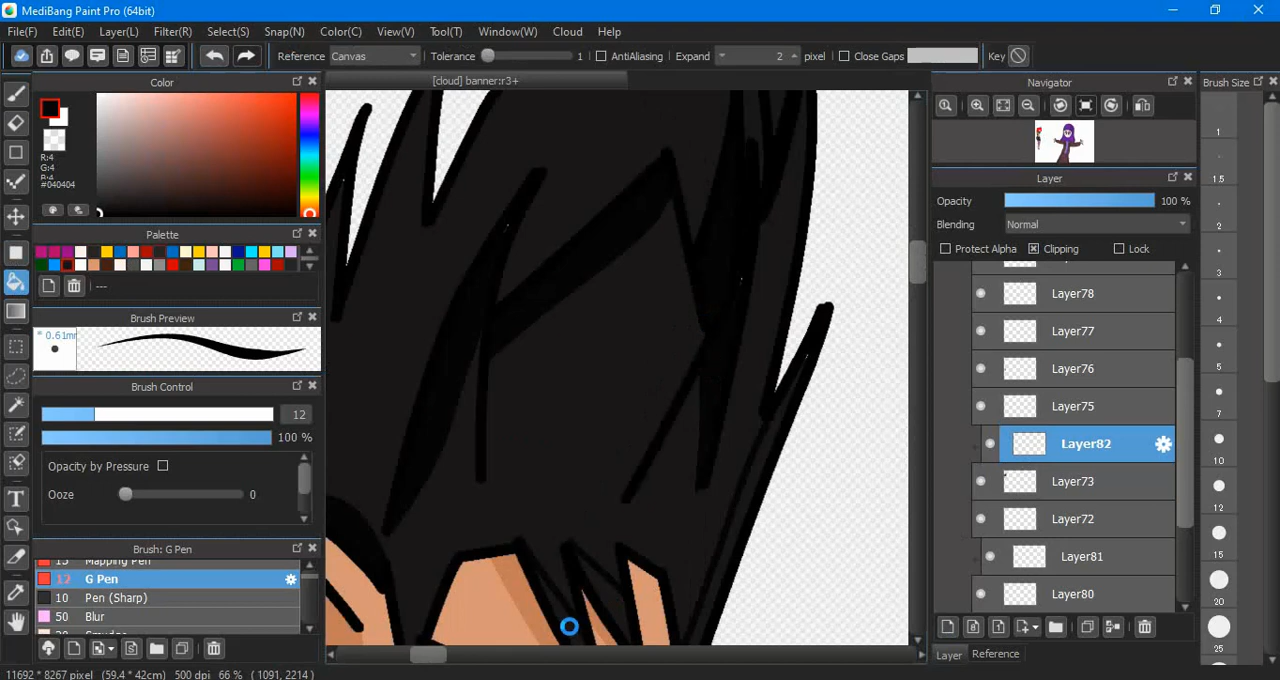 MediBang Paint Pro (64bit)
File(F) Edit(E) Layer(L) Filter(R) Select(S) Snap(N) Color(C) View(V) Tool(T) Window(W) Cloud Help
Reference Canvas Tolerance 1 AntiAliasing Expand 2 pixel Close Gaps Key
Color
[cloud] banner:r3+
Navigator
Brush Size
R:4
G:4
B:4
#040404
Palette
---
Brush Preview
* 0.61mm
Brush Control
12
100 %
Opacity by Pressure
Ooze 0
Brush: G Pen
15 Mapping Pen
12 G Pen
10 Pen (Sharp)
50 Blur
Layer
Opacity 100 %
Blending Normal
Protect Alpha Clipping Lock
Layer78
Layer77
Layer76
Layer75
Layer82
Layer73
Layer72
Layer81
Layer80
Layer Reference
1
1.5
2
3
4
5
7
10
12
15
20
25
11692 * 8267 pixel (59.4 * 42cm) 500 dpi 66 % ( 1091, 2214 )